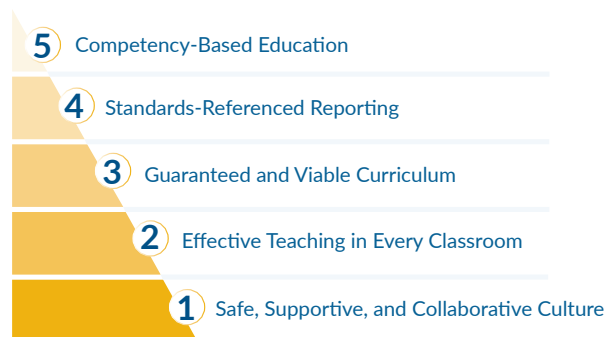 5 Competency-Based Education
4 Standards-Referenced Reporting
3 Guaranteed and Viable Curriculum
2 Effective Teaching in Every Classroom
1 Safe, Supportive, and Collaborative Culture